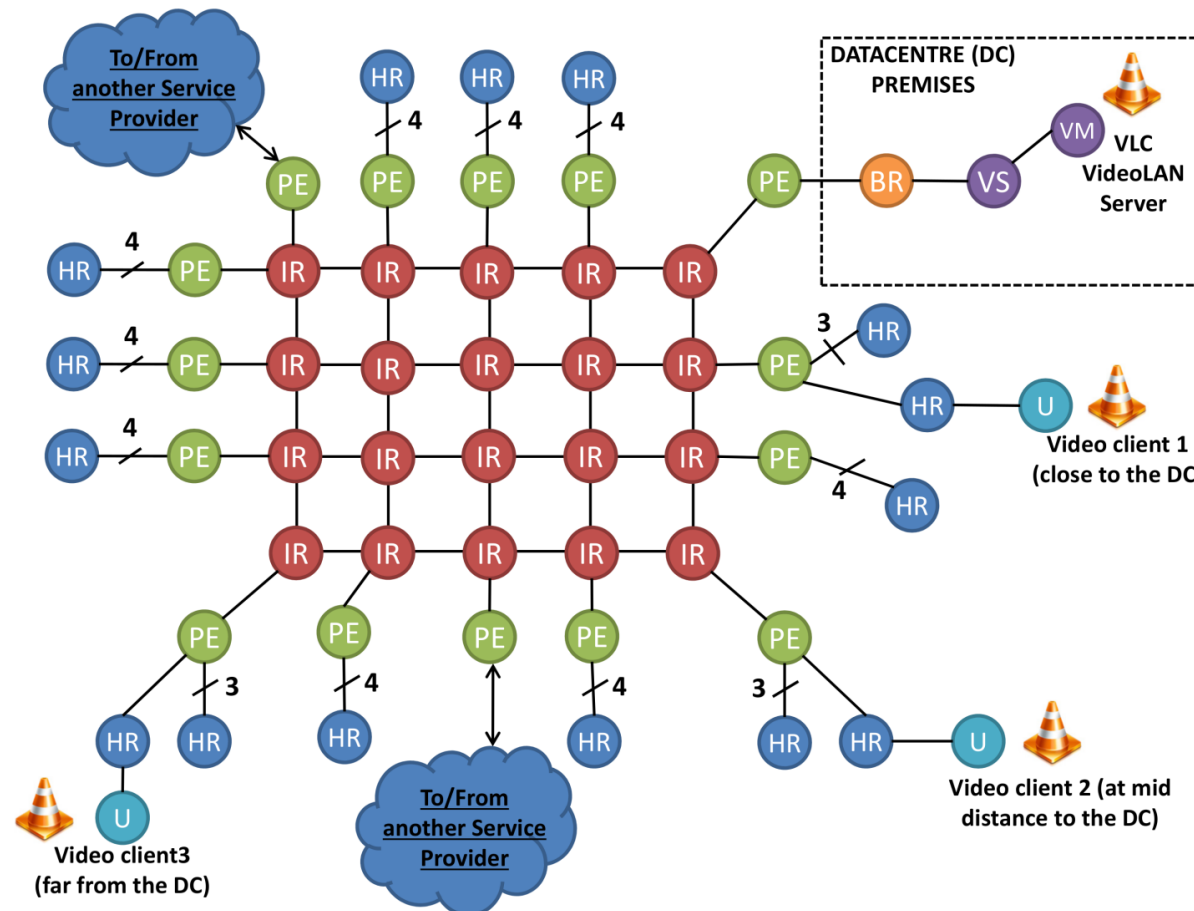 To/From
another Service
Provider
HR HR HR
4 4 4
DATACENTRE (DC)
PREMISES
VM
VLC
VideoLAN
Server
PE PE PE PE PE BR VS
4
HR PE IR IR IR IR IR
3
HR
4
HR PE IR IR IR IR IR PE
HR U
Video client 1
(close to the DC
4
HR PE IR IR IR IR IR PE
4
HR
IR IR IR IR IR
PE PE PE PE PE
3 4 4 3
HR HR HR HR HR HR U
To/From
another Service
Provider
Video client 2 (at mid
distance to the DC)
U
Video client3
(far from the DC)